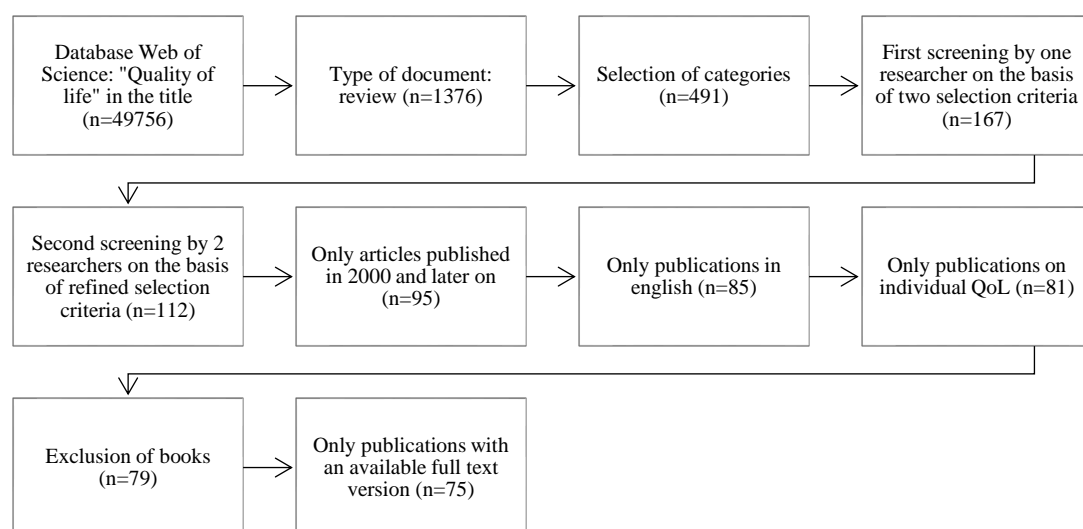 Database Web of
Science: "Quality of
life" in the title
(n=49756)
Type of document:
review (n=1376)
Selection of categories
(n=491)
First screening by one
researcher on the basis
of two selection criteria
(n=167)
Second screening by 2
researchers on the basis
of refined selection
criteria (n=112)
Only articles published
in 2000 and later on
(n=95)
Only publications in
english (n=85)
Only publications on
individual QoL (n=81)
Exclusion of books
(n=79)
Only publications with
an available full text
version (n=75)